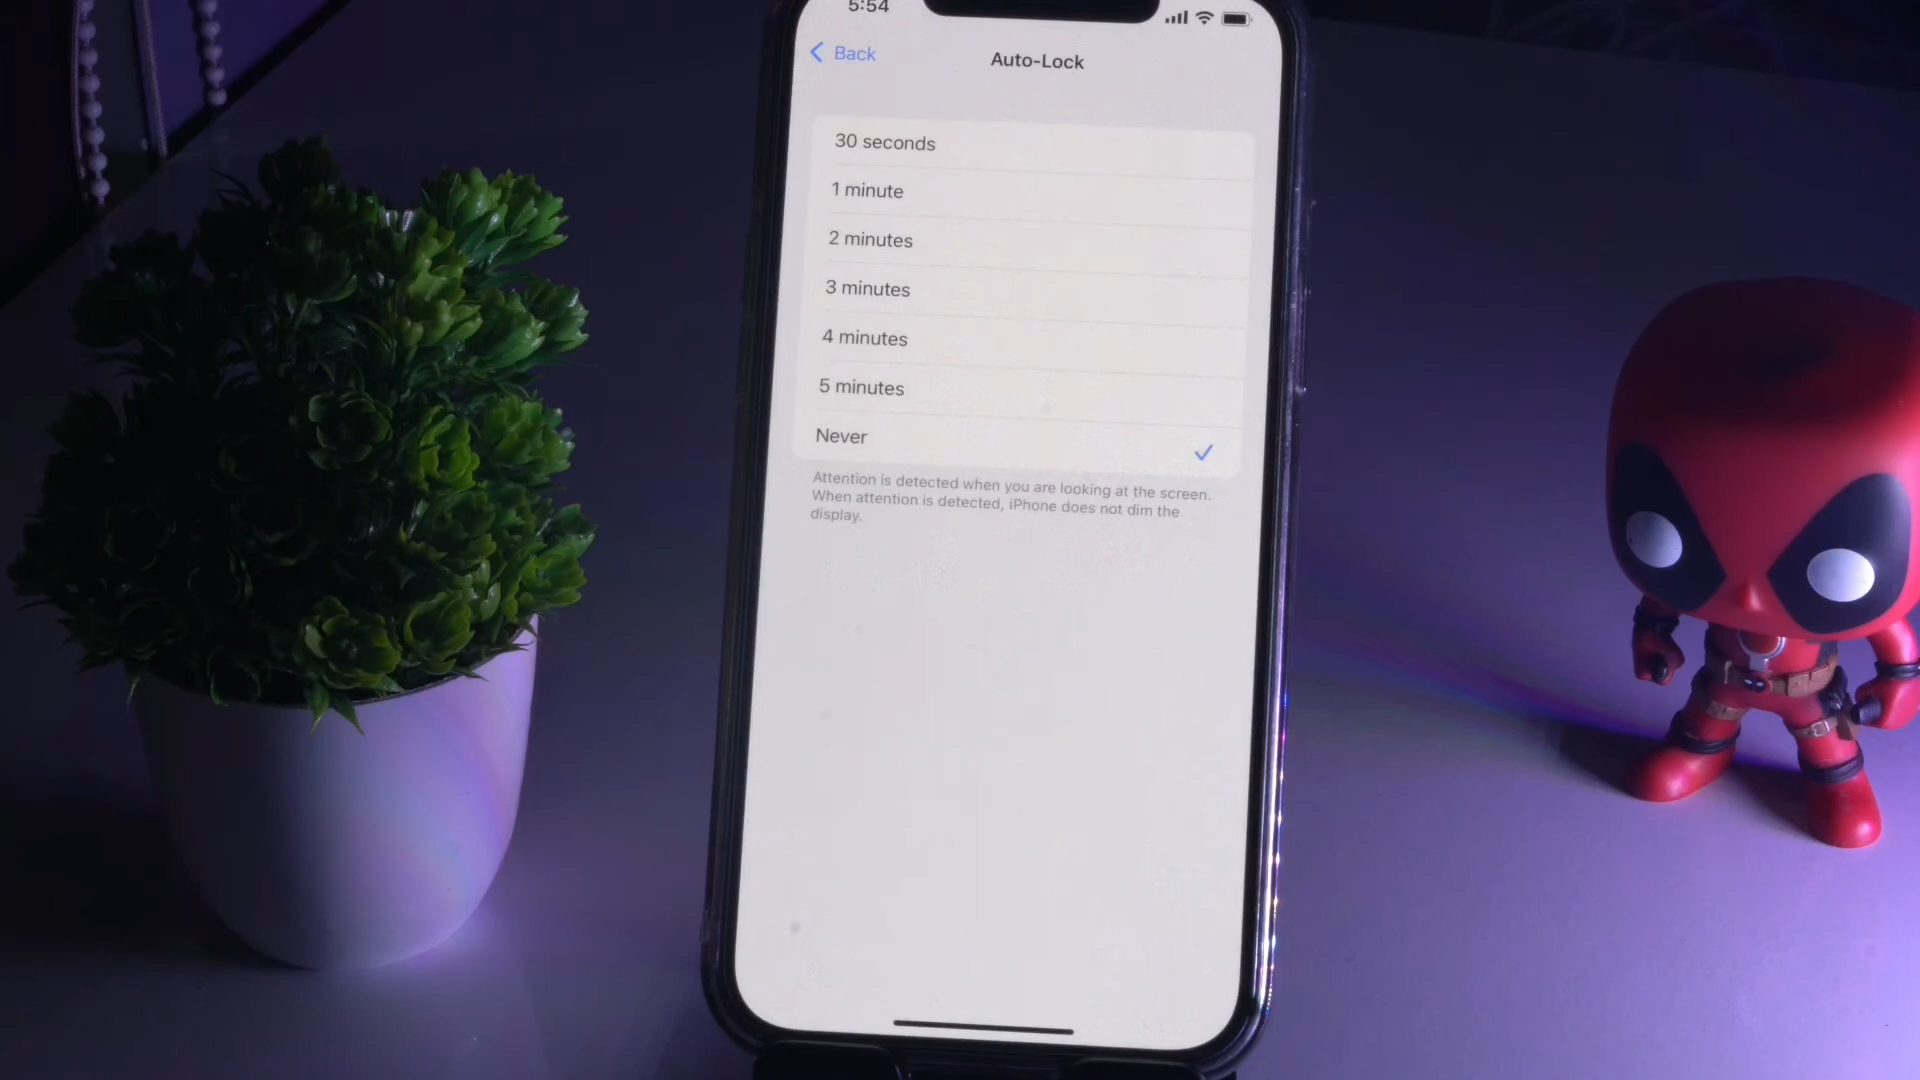 5:54
Back
Auto-Lock
30 seconds
1 minute
2 minutes
3 minutes
4 minutes
5 minutes
Never
Attention is detected when you are looking at the screen.
When attention is detected, iPhone does not dim the
display.